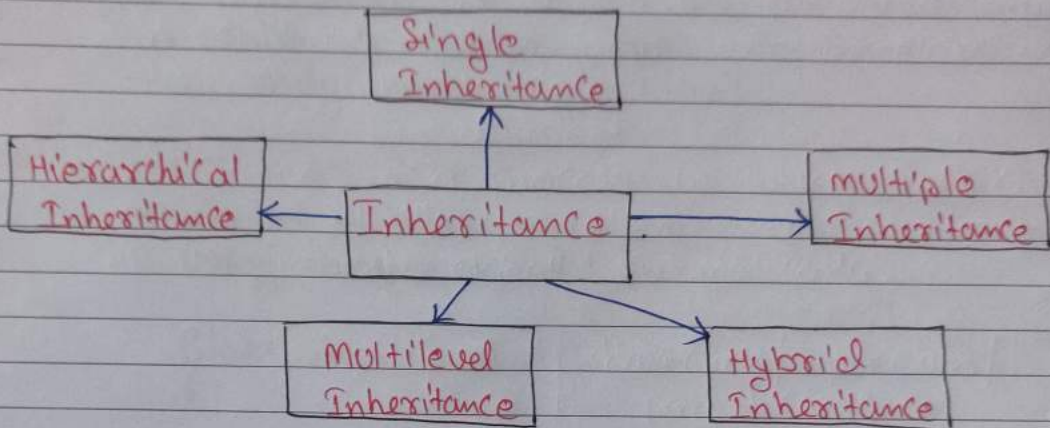 Single
Inheritance
Hierarchical
Inheritance
Inheritance
multiple
Inheritance
Multilevel
Inheritance
Hybrid
Inheritance